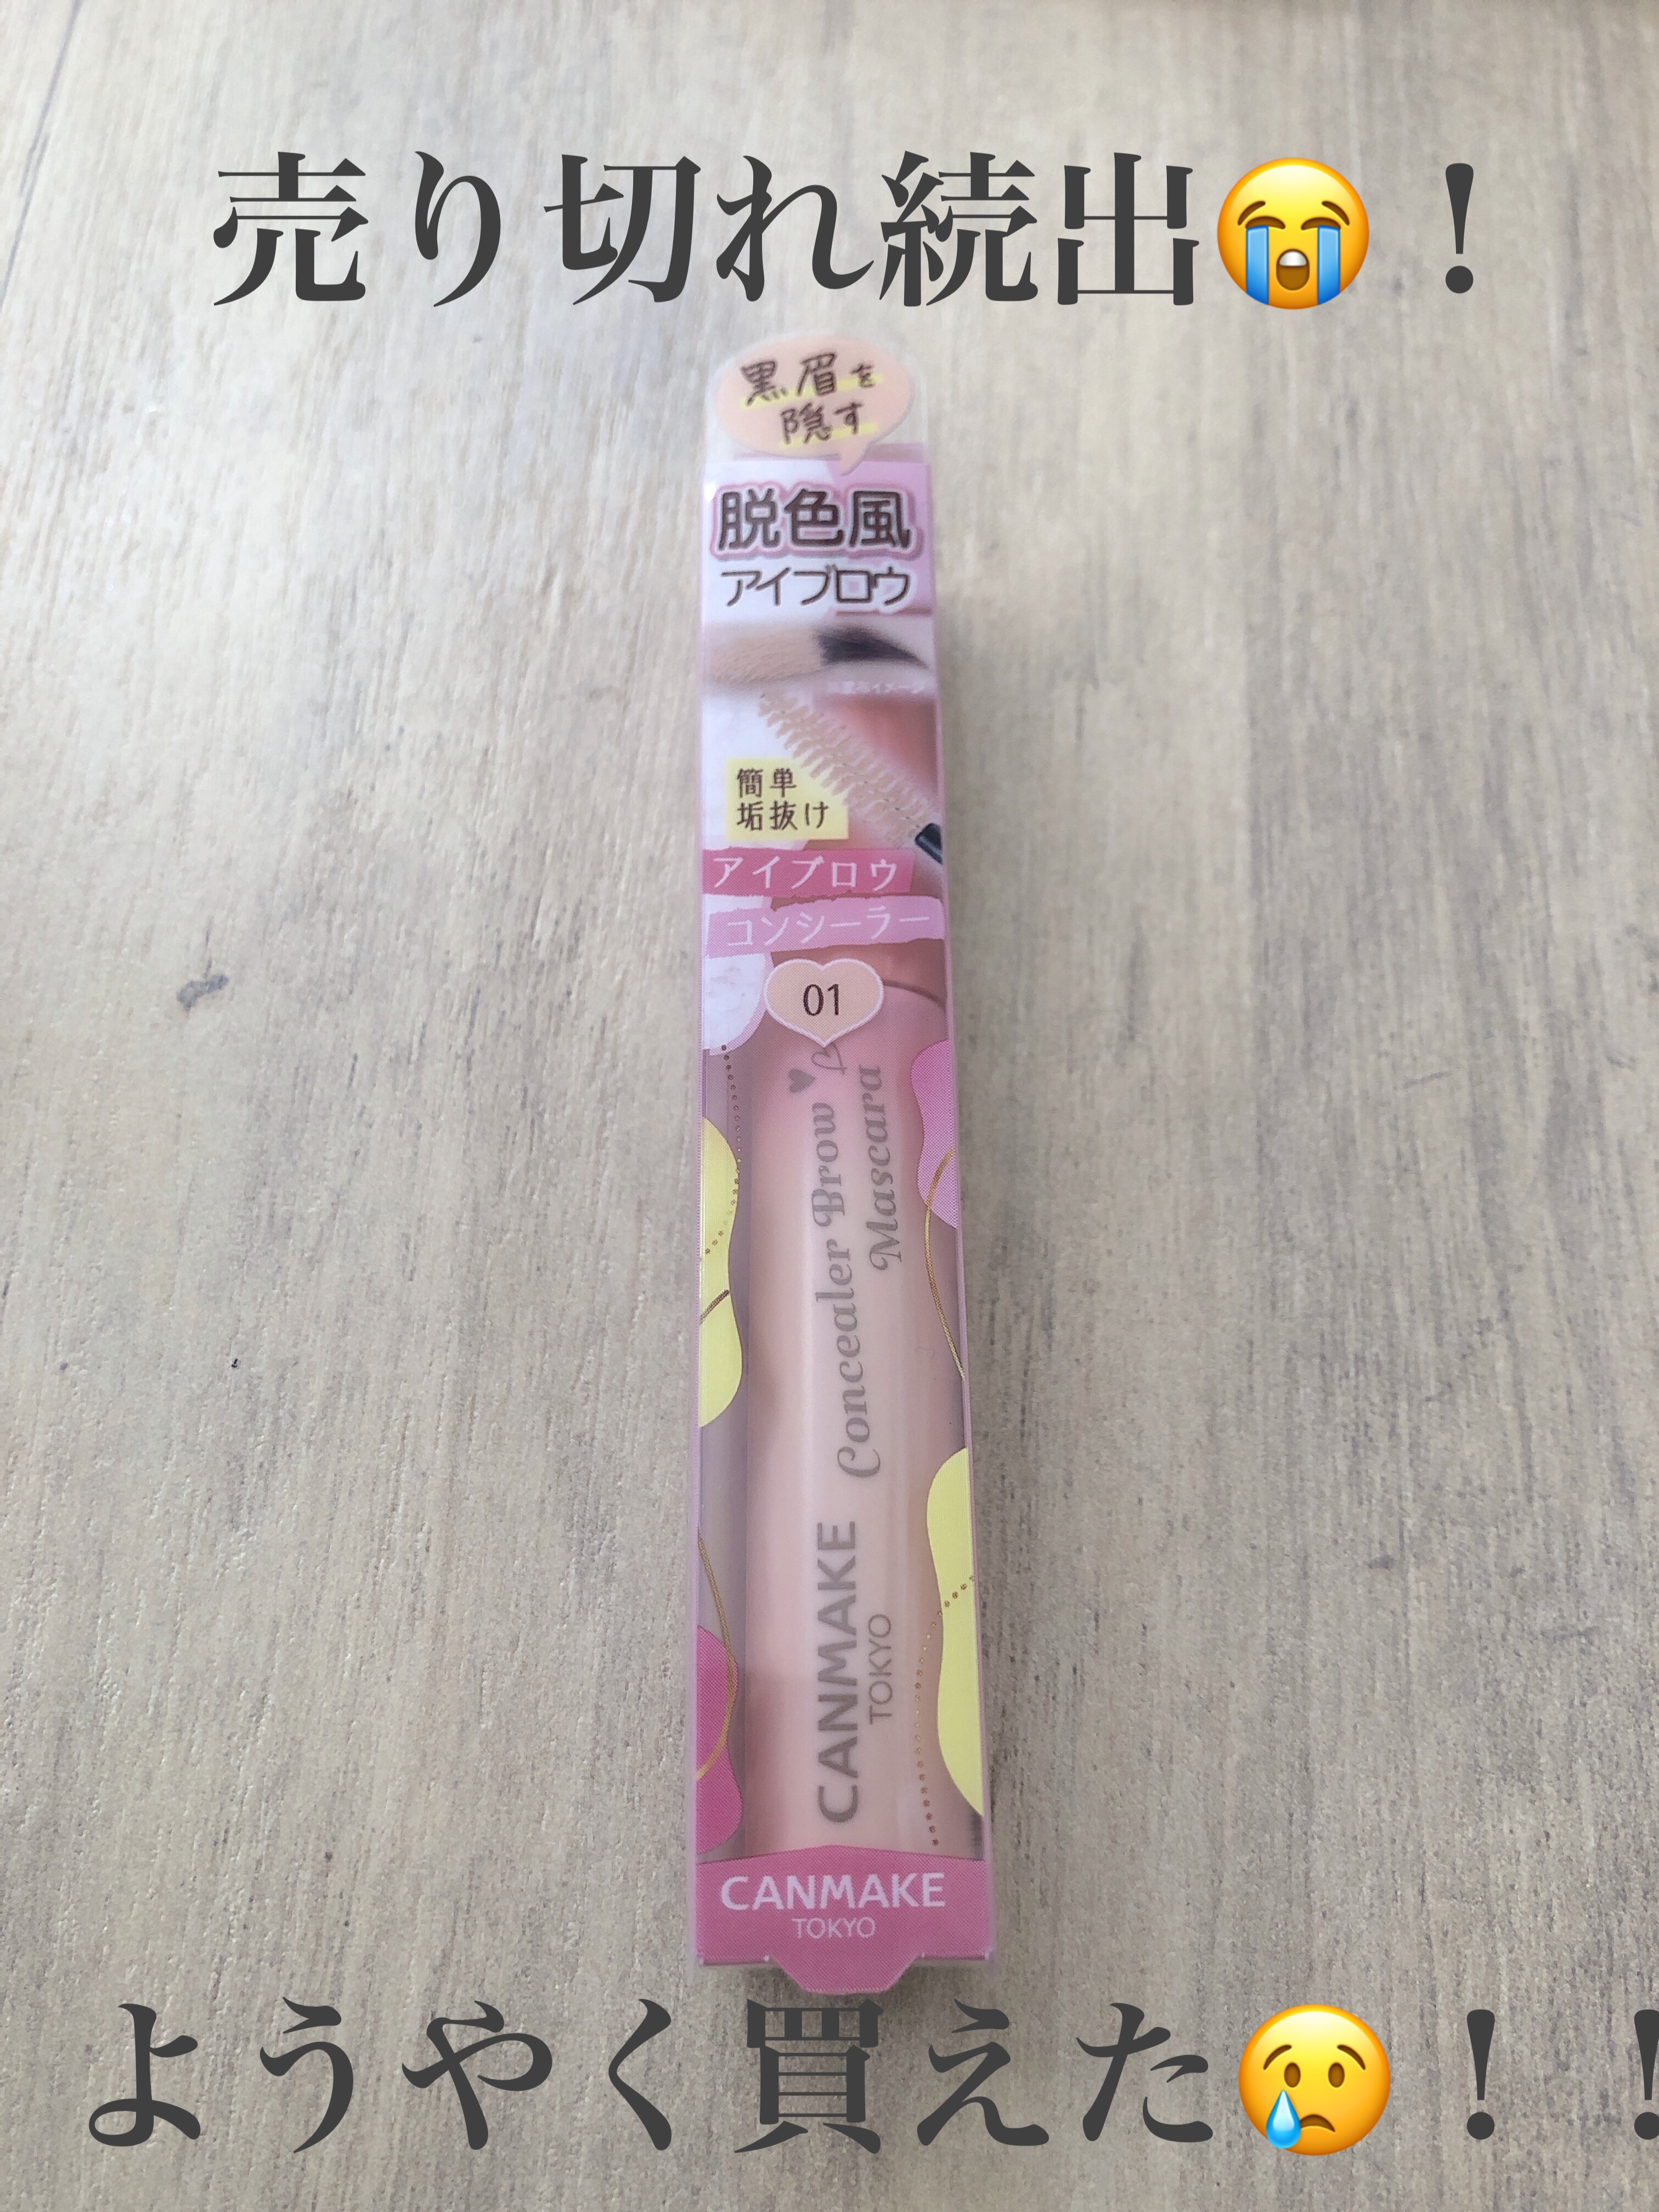 売り切れ続出😭！
黒眉を
隠す
脱色風
アイブロウ
簡単
垢抜け
アイブロウ
コンシーラー
01
Concealer Brow
Mascara
CANMAKE
TOKYO
CANMAKE
TOKYO
ようやく買えた😢！！